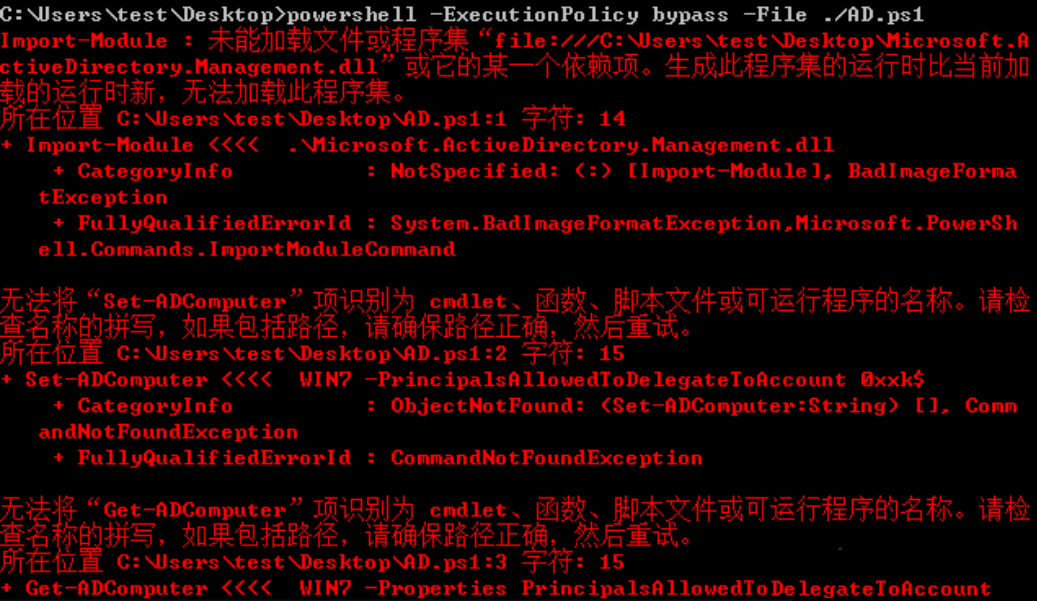 C:\Users\test\Desktop>powershell -ExecutionPolicy bypass -File ./AD.ps1
Import-Module : 未能加载文件或程序集“file:///C:\Users\test\Desktop\Microsoft.A
ctiveDirectory.Management.dll”或它的某一个依赖项。生成此程序集的运行时比当前加
载的运行时新，无法加载此程序集。
所在位置 C:\Users\test\Desktop\AD.ps1:1 字符: 14
+ Import-Module <<<<  .\Microsoft.ActiveDirectory.Management.dll
    + CategoryInfo          : NotSpecified: (:) [Import-Module], BadImageForma
   tException
    + FullyQualifiedErrorId : System.BadImageFormatException,Microsoft.PowerSh
   ell.Commands.ImportModuleCommand

无法将“Set-ADComputer”项识别为 cmdlet、函数、脚本文件或可运行程序的名称。请检
查名称的拼写，如果包括路径，请确保路径正确，然后重试。
所在位置 C:\Users\test\Desktop\AD.ps1:2 字符: 15
+ Set-ADComputer <<<<  WIN7 -PrincipalsAllowedToDelegateToAccount 0xxk$
    + CategoryInfo          : ObjectNotFound: (Set-ADComputer:String) [], Comm
   andNotFoundException
    + FullyQualifiedErrorId : CommandNotFoundException

无法将“Get-ADComputer”项识别为 cmdlet、函数、脚本文件或可运行程序的名称。请检
查名称的拼写，如果包括路径，请确保路径正确，然后重试。
所在位置 C:\Users\test\Desktop\AD.ps1:3 字符: 15
+ Get-ADComputer <<<<  WIN7 -Properties PrincipalsAllowedToDelegateToAccount